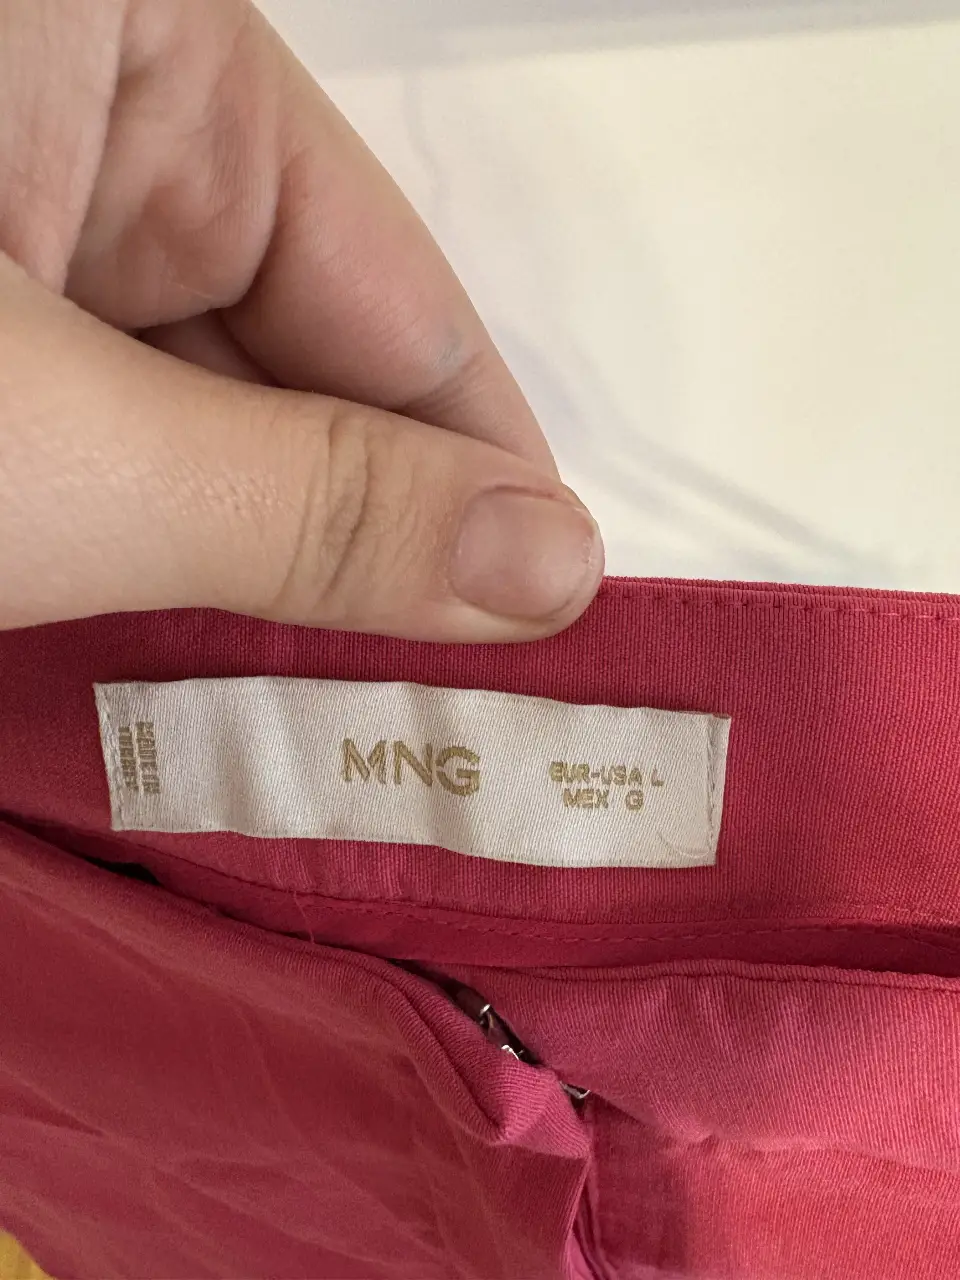 MADE IN
TURKEY
MNG
EUR-USA L
MEX G